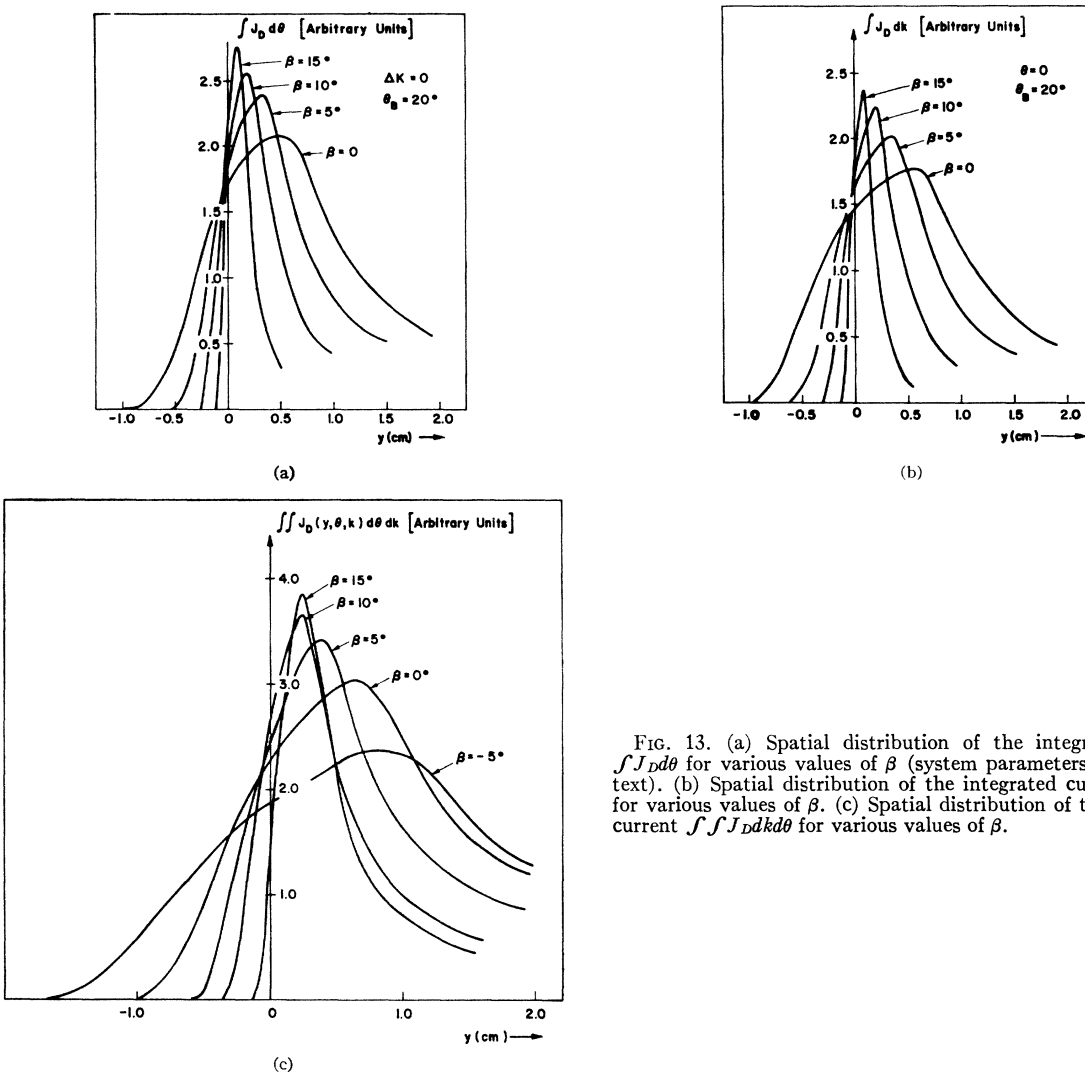 ∫ J_D dθ [Arbitrary Units]
β = 15°
β = 10°
β = 5°
β = 0
ΔK = 0
θ_B = 20°
2.5
2.0
1.5
1.0
0.5
-1.0 -0.5 0 0.5 1.0 1.5 2.0
y (cm) →
(a)
∫ J_D dk [Arbitrary Units]
β = 15°
β = 10°
β = 5°
β = 0
θ = 0
θ_B = 20°
2.5
2.0
1.5
1.0
0.5
-1.0 -0.5 0 0.5 1.0 1.5 2.0
y (cm) →
(b)
∫∫ J_D (y, θ, k) dθ dk [Arbitrary Units]
β = 15°
β = 10°
β = 5°
β = 0°
β = -5°
4.0
3.0
2.0
1.0
-1.0 0 1.0 2.0
y (cm) →
(c)
FIG. 13. (a) Spatial distribution of the integr
∫J_D dθ for various values of β (system parameters
text). (b) Spatial distribution of the integrated cu
for various values of β. (c) Spatial distribution of t
current ∫∫J_D dkdθ for various values of β.